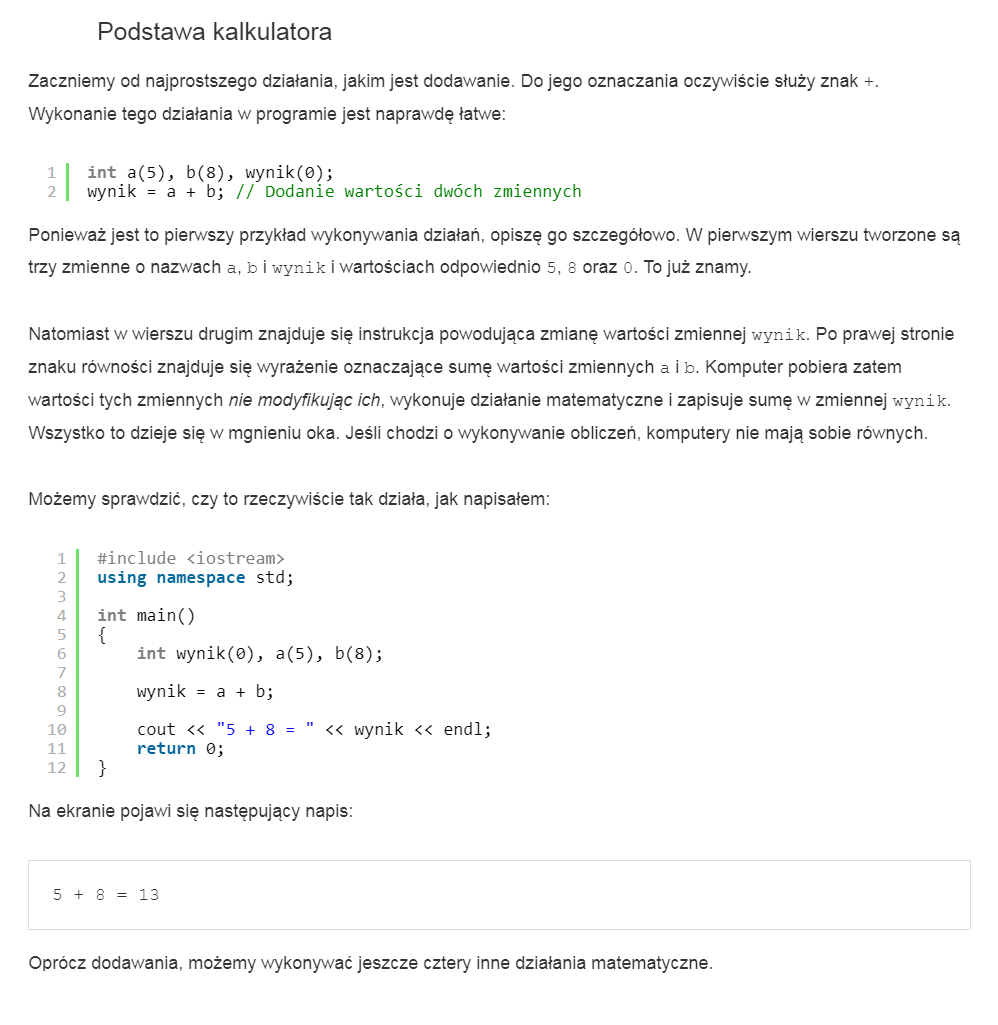 Podstawa kalkulatora
Zaczniemy od najprostszego działania, jakim jest dodawanie. Do jego oznaczania oczywiście służy znak +.
Wykonanie tego działania w programie jest naprawdę łatwe:
1 int a(5), b(8), wynik(0);
2 wynik = a + b; // Dodanie wartości dwóch zmiennych
Ponieważ jest to pierwszy przykład wykonywania działań, opiszę go szczegółowo. W pierwszym wierszu tworzone są
trzy zmienne o nazwach a, b i wynik i wartościach odpowiednio 5, 8 oraz 0. To już znamy.
Natomiast w wierszu drugim znajduje się instrukcja powodująca zmianę wartości zmiennej wynik. Po prawej stronie
znaku równości znajduje się wyrażenie oznaczające sumę wartości zmiennych a i b. Komputer pobiera zatem
wartości tych zmiennych nie modyfikując ich, wykonuje działanie matematyczne i zapisuje sumę w zmiennej wynik.
Wszystko to dzieje się w mgnieniu oka. Jeśli chodzi o wykonywanie obliczeń, komputery nie mają sobie równych.
Możemy sprawdzić, czy to rzeczywiście tak działa, jak napisałem:
1 #include <iostream>
2 using namespace std;
3
4 int main()
5 {
6     int wynik(0), a(5), b(8);
7
8     wynik = a + b;
9
10     cout << "5 + 8 = " << wynik << endl;
11     return 0;
12 }
Na ekranie pojawi się następujący napis:
5 + 8 = 13
Oprócz dodawania, możemy wykonywać jeszcze cztery inne działania matematyczne.